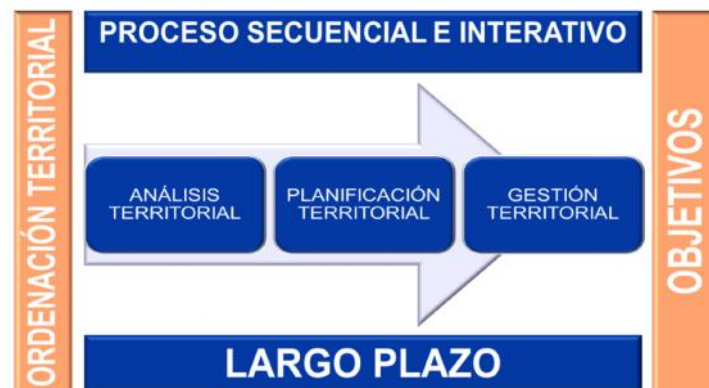 ORDENACIÓN TERRITORIAL
PROCESO SECUENCIAL E INTERATIVO
ANÁLISIS
TERRITORIAL
PLANIFICACIÓN
TERRITORIAL
GESTIÓN
TERRITORIAL
LARGO PLAZO
OBJETIVOS